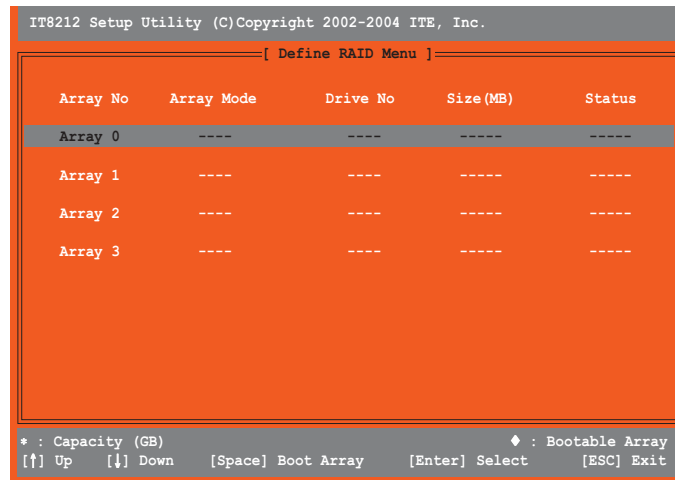 IT8212 Setup Utility (C)Copyright 2002-2004 ITE, Inc.
[ Define RAID Menu ]
Array No Array Mode Drive No Size(MB) Status
Array 0 ---- ---- ----- -----
Array 1 ---- ---- ----- -----
Array 2 ---- ---- ----- -----
Array 3 ---- ---- ----- -----
* : Capacity (GB) ♦ : Bootable Array
[↑] Up [↓] Down [Space] Boot Array [Enter] Select [ESC] Exit